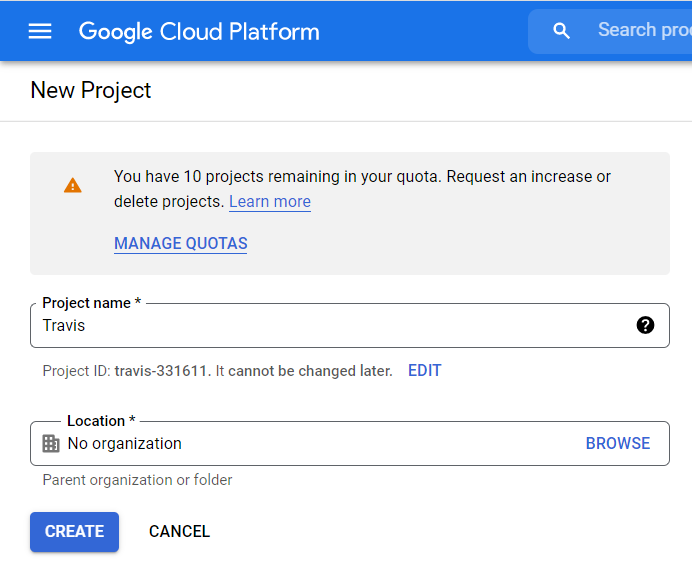 Google Cloud Platform
Search
New Project
You have 10 projects remaining in your quota. Request an increase or
delete projects. Learn more
MANAGE QUOTAS
Project name *
Travis
Project ID: travis-331611. It cannot be changed later. EDIT
Location *
No organization BROWSE
Parent organization or folder
CREATE CANCEL